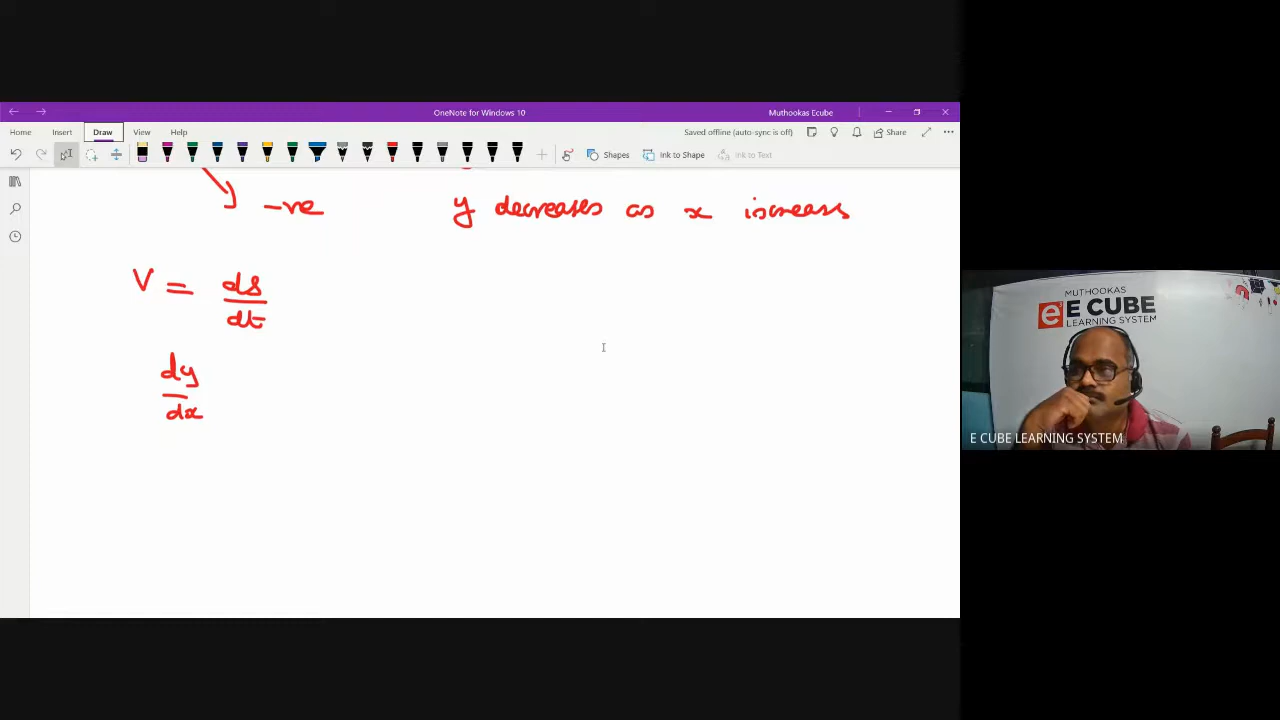 OneNote for Windows 10
Muthookas Ecube
Home Insert Draw View Help
Saved offline (auto-sync is off)
Share
Shapes
Ink to Shape
Ink to Text
-ve
y decreases as x iscreass
V = ds/dt
dy/dx
MUTHOOKAS
e E CUBE
LEARNING SYSTEM
E CUBE LEARNING SYSTEM